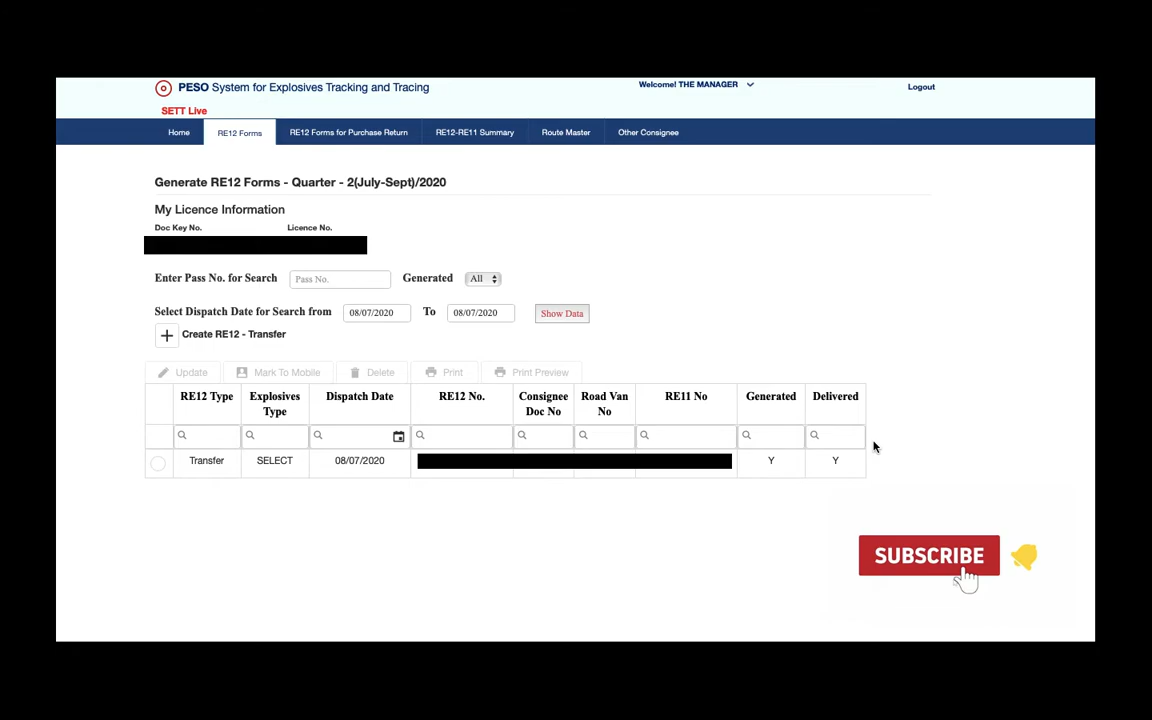 PESO System for Explosives Tracking and Tracing
Welcome! THE MANAGER
Logout
SETT Live
Home RE12 Forms RE12 Forms for Purchase Return RE12-RE11 Summary Route Master Other Consignee
Generate RE12 Forms - Quarter - 2(July-Sept)/2020
My Licence Information
Doc Key No. Licence No.
Enter Pass No. for Search Pass No. Generated All
Select Dispatch Date for Search from 08/07/2020 To 08/07/2020 Show Data
Create RE12 - Transfer
Update Mark To Mobile Delete Print Print Preview
RE12 Type Explosives Type Dispatch Date RE12 No. Consignee Doc No Road Van No RE11 No Generated Delivered
Transfer SELECT 08/07/2020 Y Y
SUBSCRIBE